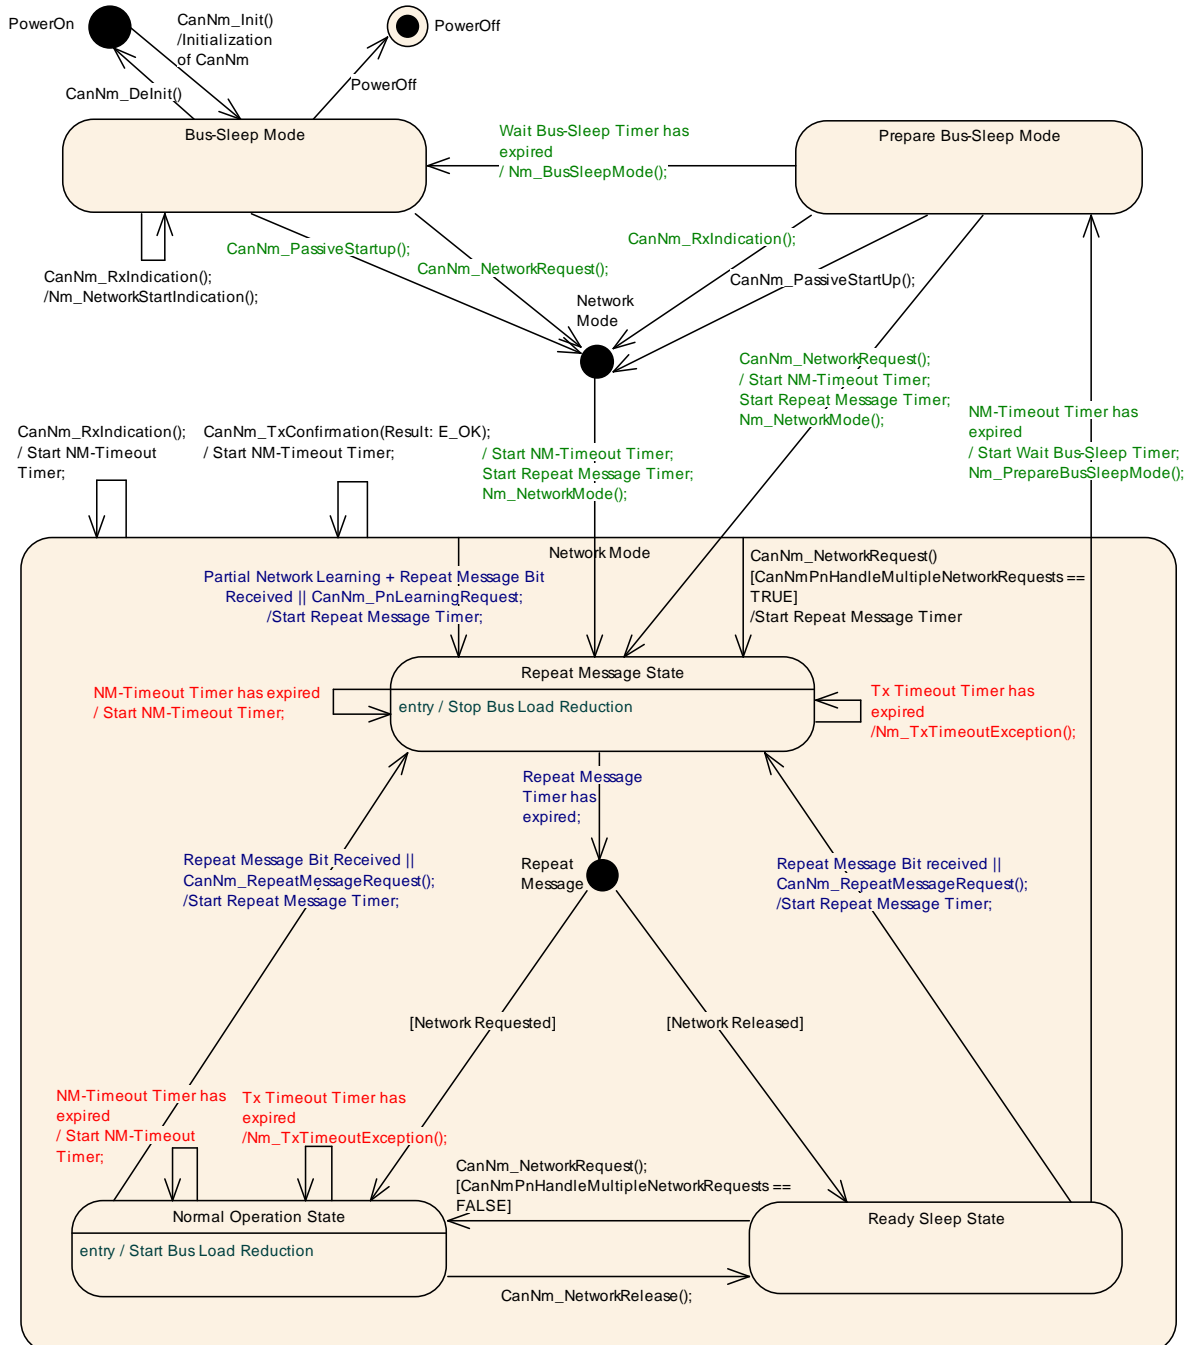 PowerOn
CanNm_Init()
/Initialization
of CanNm
PowerOff
CanNm_DeInit()
PowerOff
Bus-Sleep Mode
Wait Bus-Sleep Timer has
expired
/ Nm_BusSleepMode();
Prepare Bus-Sleep Mode
CanNm_RxIndication();
/Nm_NetworkStartIndication();
CanNm_PassiveStartup();
CanNm_NetworkRequest();
CanNm_RxIndication();
CanNm_PassiveStartUp();
Network
Mode
CanNm_NetworkRequest();
/ Start NM-Timeout Timer;
Start Repeat Message Timer;
Nm_NetworkMode();
NM-Timeout Timer has
expired
/ Start Wait Bus-Sleep Timer;
Nm_PrepareBusSleepMode();
CanNm_RxIndication();
/ Start NM-Timeout
Timer;
CanNm_TxConfirmation(Result: E_OK);
/ Start NM-Timeout Timer;
/ Start NM-Timeout Timer;
Start Repeat Message Timer;
Nm_NetworkMode();
Network Mode
Partial Network Learning + Repeat Message Bit
Received || CanNm_PnLearningRequest;
/Start Repeat Message Timer;
CanNm_NetworkRequest()
[CanNmPnHandleMultipleNetworkRequests ==
TRUE]
/Start Repeat Message Timer
Repeat Message State
entry / Stop Bus Load Reduction
NM-Timeout Timer has expired
/ Start NM-Timeout Timer;
Tx Timeout Timer has
expired
/Nm_TxTimeoutException();
Repeat Message
Timer has
expired;
Repeat
Message
Repeat Message Bit Received ||
CanNm_RepeatMessageRequest();
/Start Repeat Message Timer;
Repeat Message Bit received ||
CanNm_RepeatMessageRequest();
/Start Repeat Message Timer;
[Network Requested]
[Network Released]
NM-Timeout Timer has
expired
/ Start NM-Timeout
Timer;
Tx Timeout Timer has
expired
/Nm_TxTimeoutException();
CanNm_NetworkRequest();
[CanNmPnHandleMultipleNetworkRequests ==
FALSE]
Normal Operation State
entry / Start Bus Load Reduction
Ready Sleep State
CanNm_NetworkRelease();